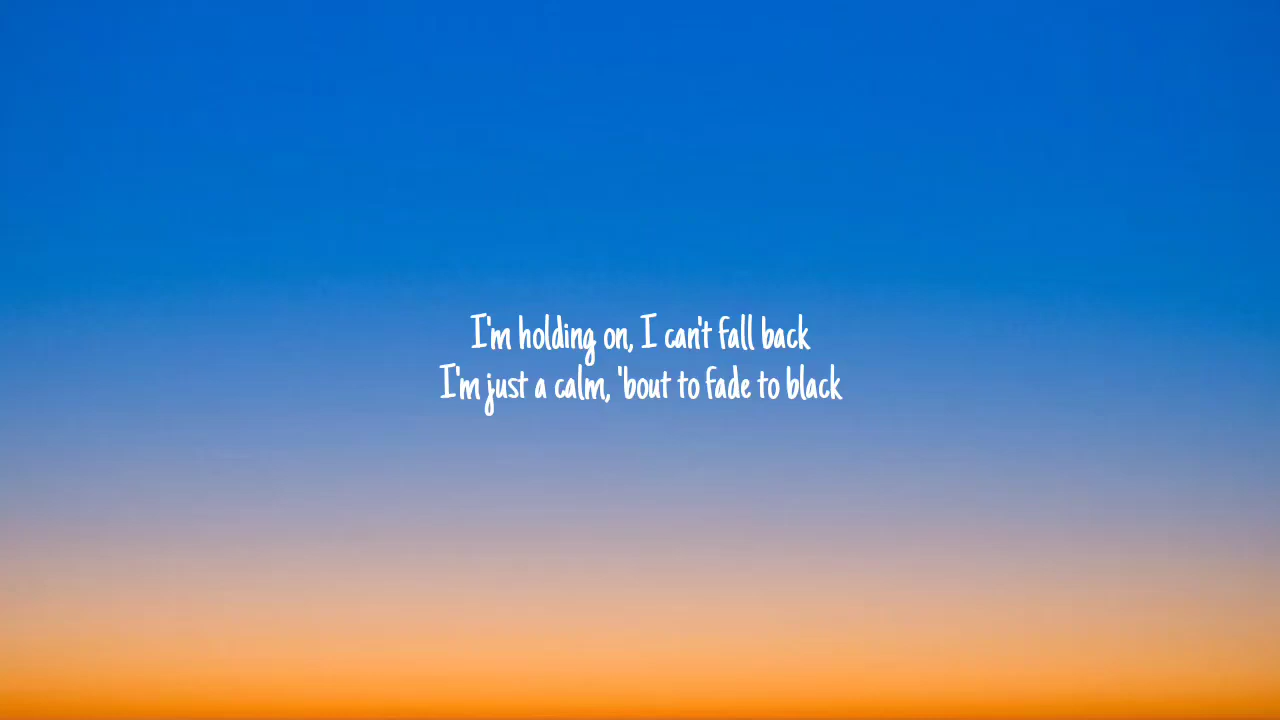 I'm holding on, I can't fall back
I'm just a calm, 'bout to fade to black